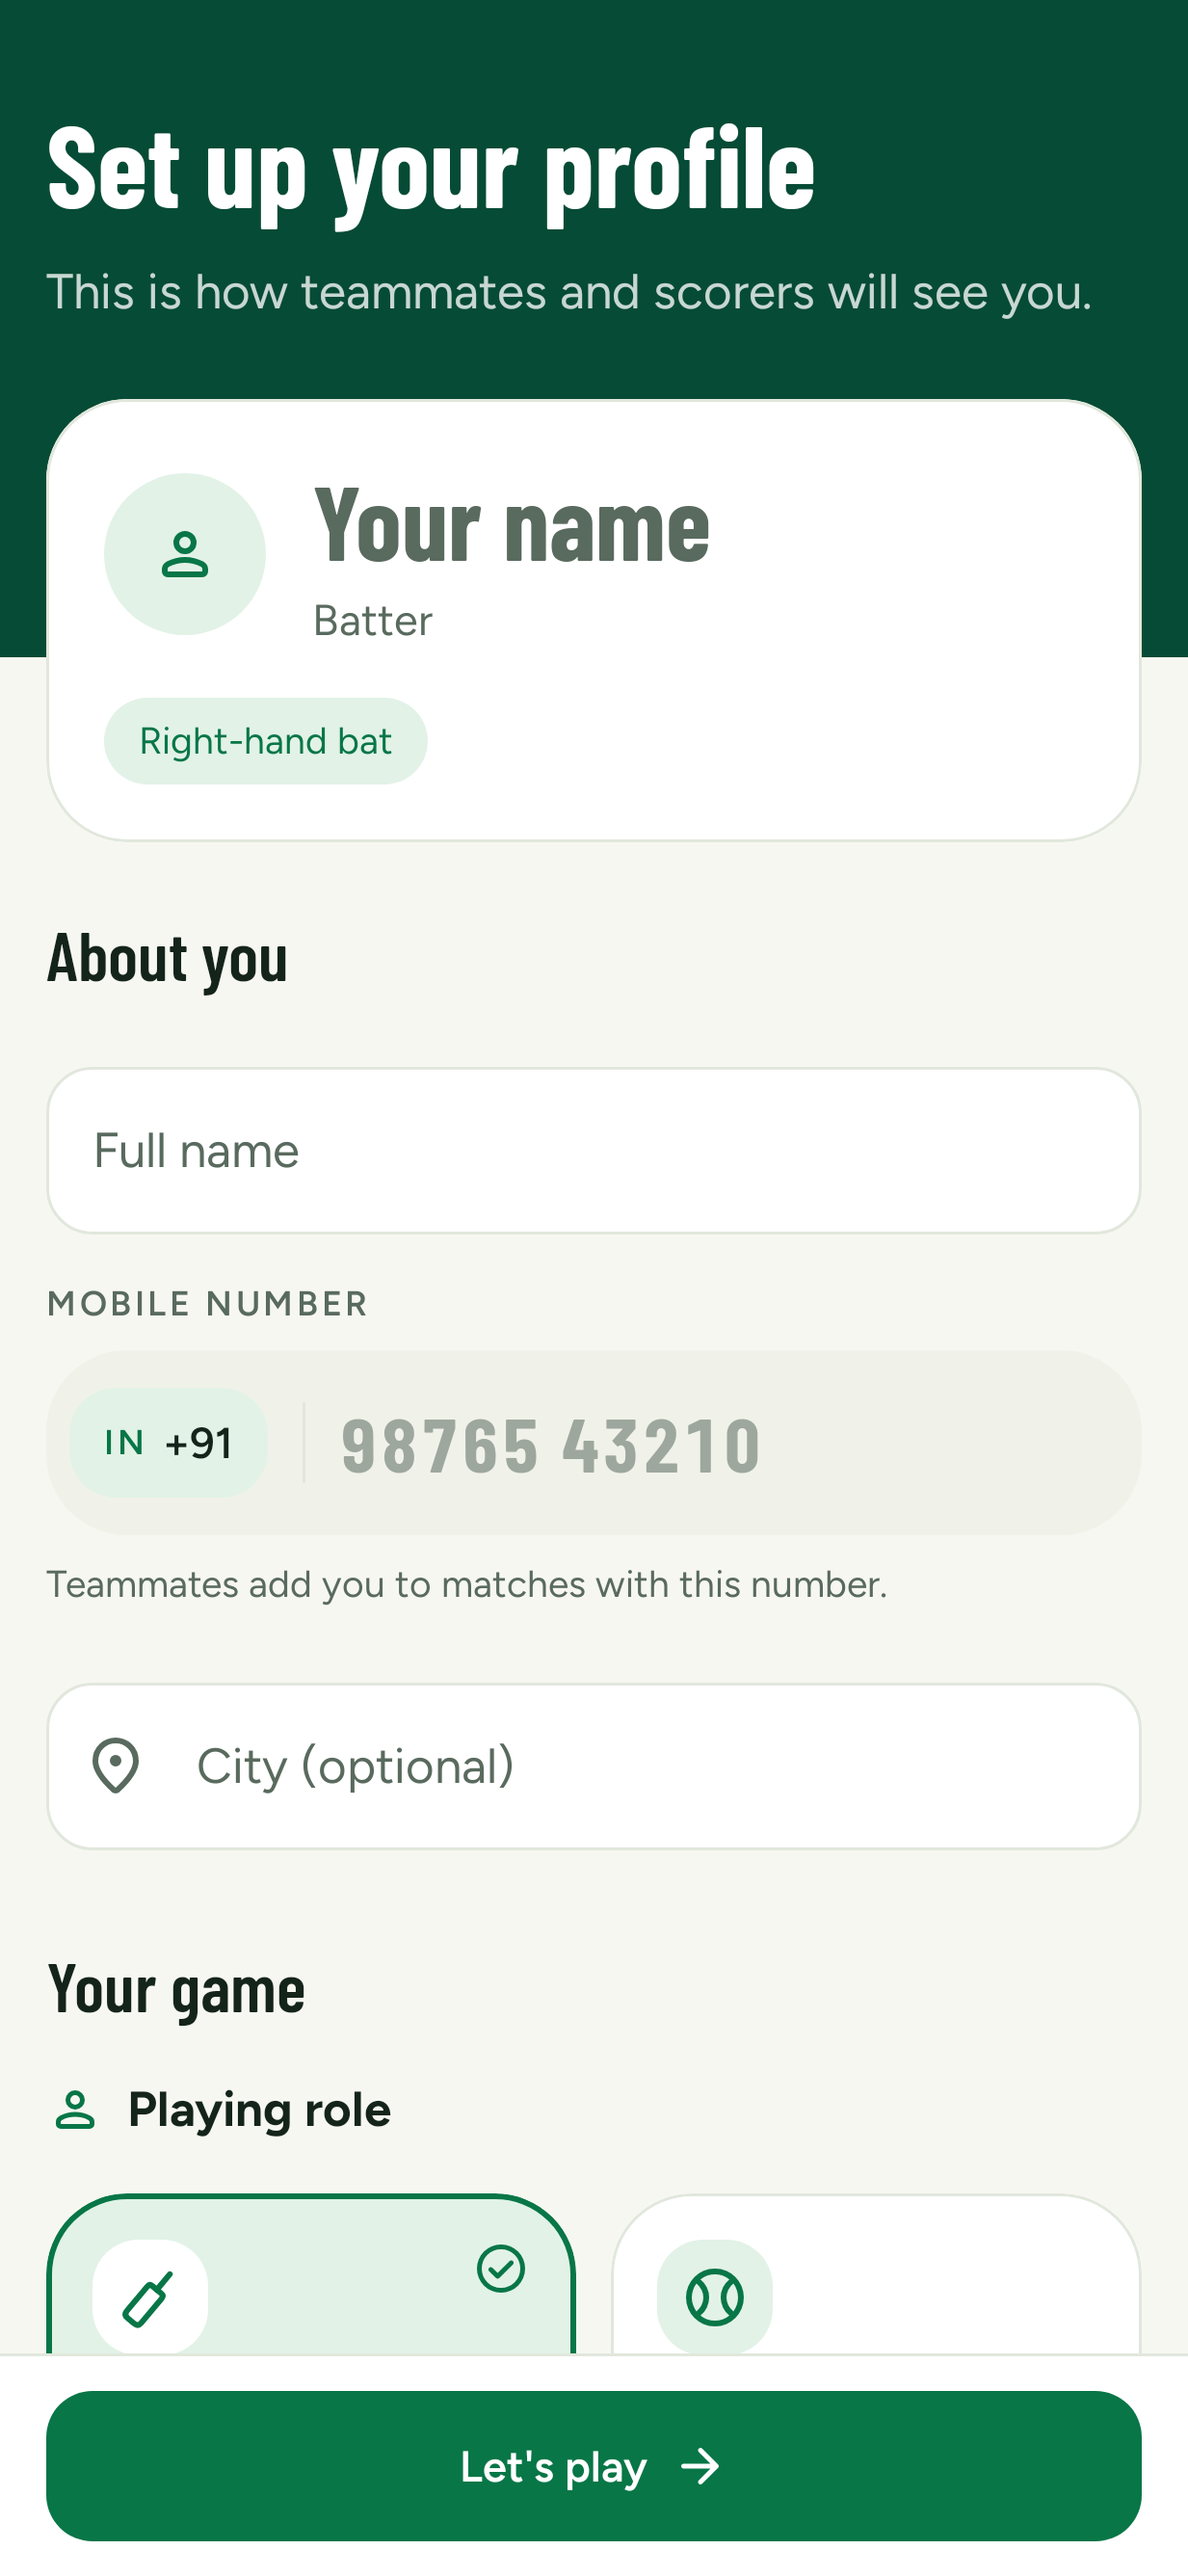 Set up your profile
This is how teammates and scorers will see you.
Your name
Batter
Right-hand bat
About you
Full name
MOBILE NUMBER
IN +91 98765 43210
Teammates add you to matches with this number.
City (optional)
Your game
Playing role
Let's play